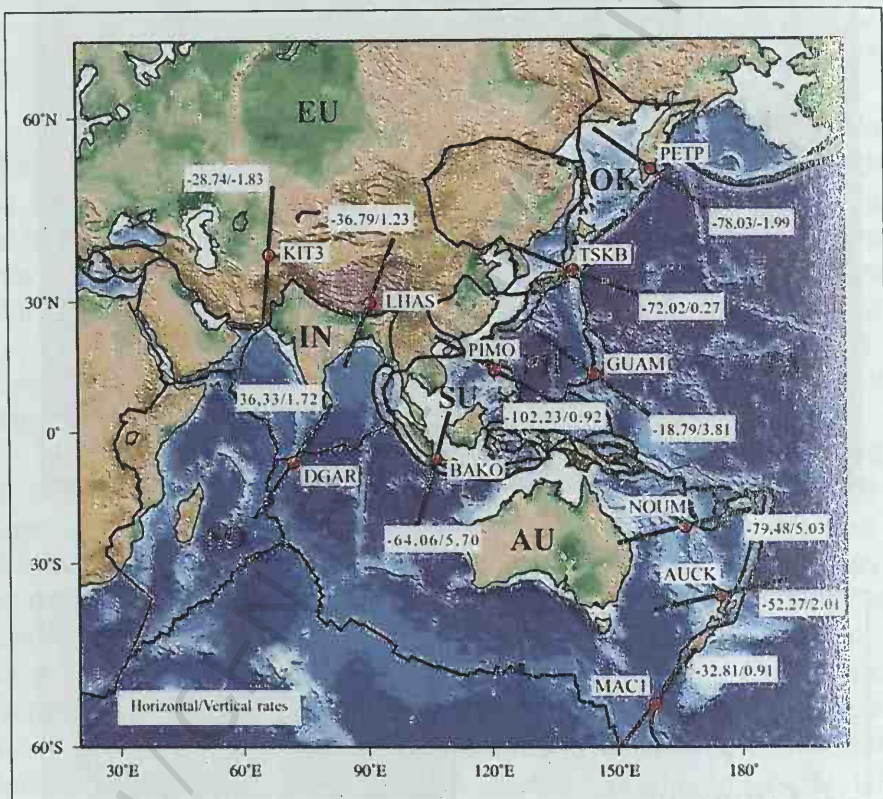 60°N
30°N
0°
30°S
60°S
EU
OK
PETP
-28.74/-1.83
-36.79/1.23
-78.03/-1.99
KIT3
TSKB
LHAS
-72.02/0.27
IN
PIMO
GUAM
SU
36.33/1.72
-102.23/0.92
-18.79/3.81
DGAR
BAKO
NOUM
-64.06/5.70
AU
-79.48/5.03
AUCK
-52.27/2.01
-32.81/0.91
MAC1
Horizontal/Vertical rates
30°E
60°E
90°E
120°E
150°E
180°